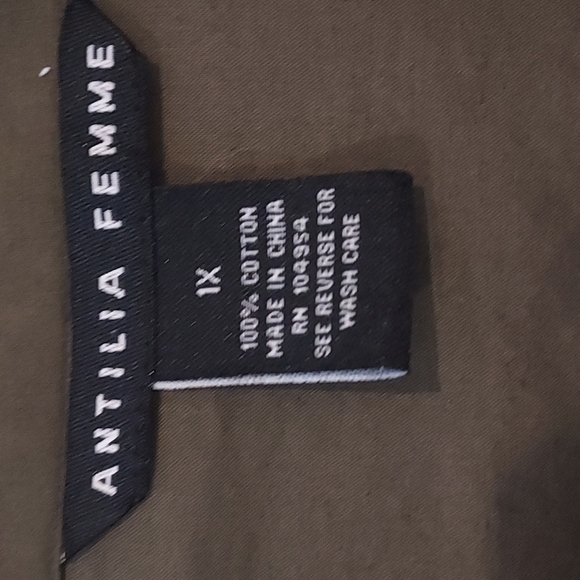 ANTILIA FEMME
1X
100% COTTON
MADE IN CHINA
RN 104954
SEE REVERSE FOR
WASH CARE